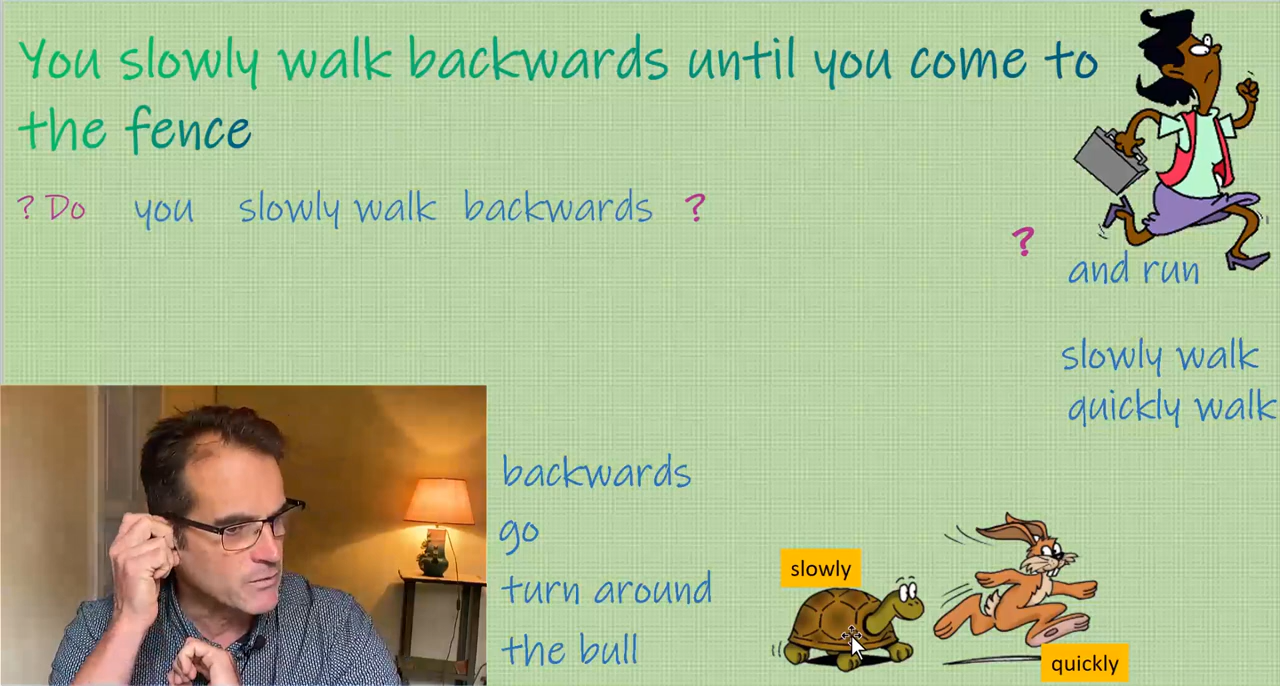 You slowly walk backwards until you come to
the fence
? Do you slowly walk backwards ?
?
and run
slowly walk
quickly walk
backwards
go
turn around
the bull
slowly
quickly